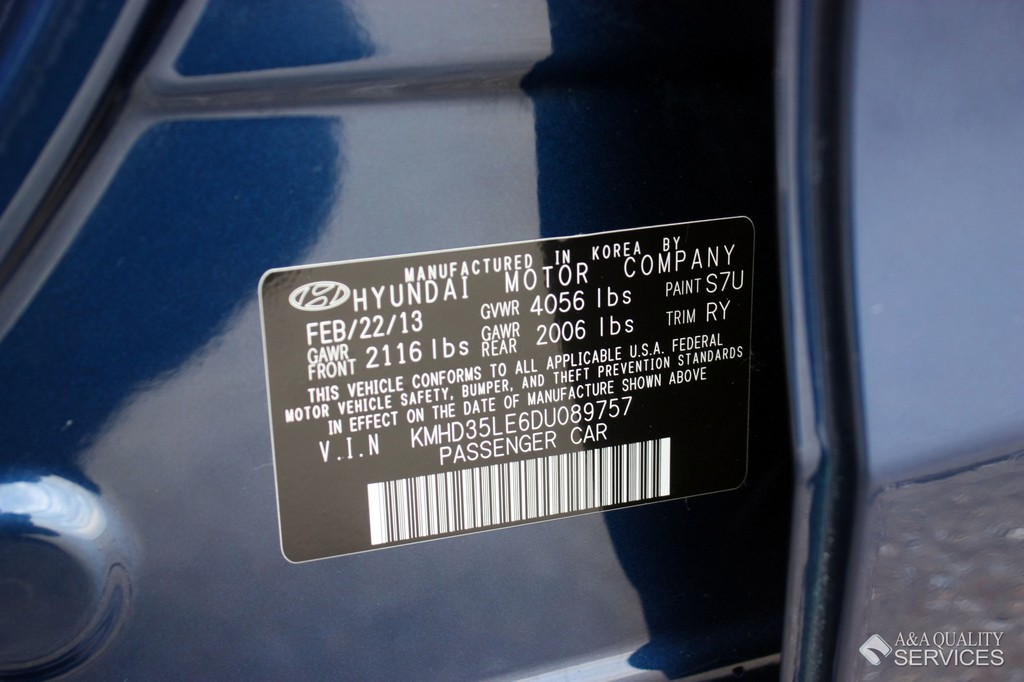 MANUFACTURED IN KOREA BY
HYUNDAI MOTOR COMPANY
FEB/22/13 GVWR 4056 lbs PAINT S7U
GAWR FRONT 2116 lbs GAWR REAR 2006 lbs TRIM RY
THIS VEHICLE CONFORMS TO ALL APPLICABLE U.S.A. FEDERAL
MOTOR VEHICLE SAFETY, BUMPER, AND THEFT PREVENTION STANDARDS
IN EFFECT ON THE DATE OF MANUFACTURE SHOWN ABOVE
V.I.N KMHD35LE6DU089757
PASSENGER CAR
A&A QUALITY
SERVICES